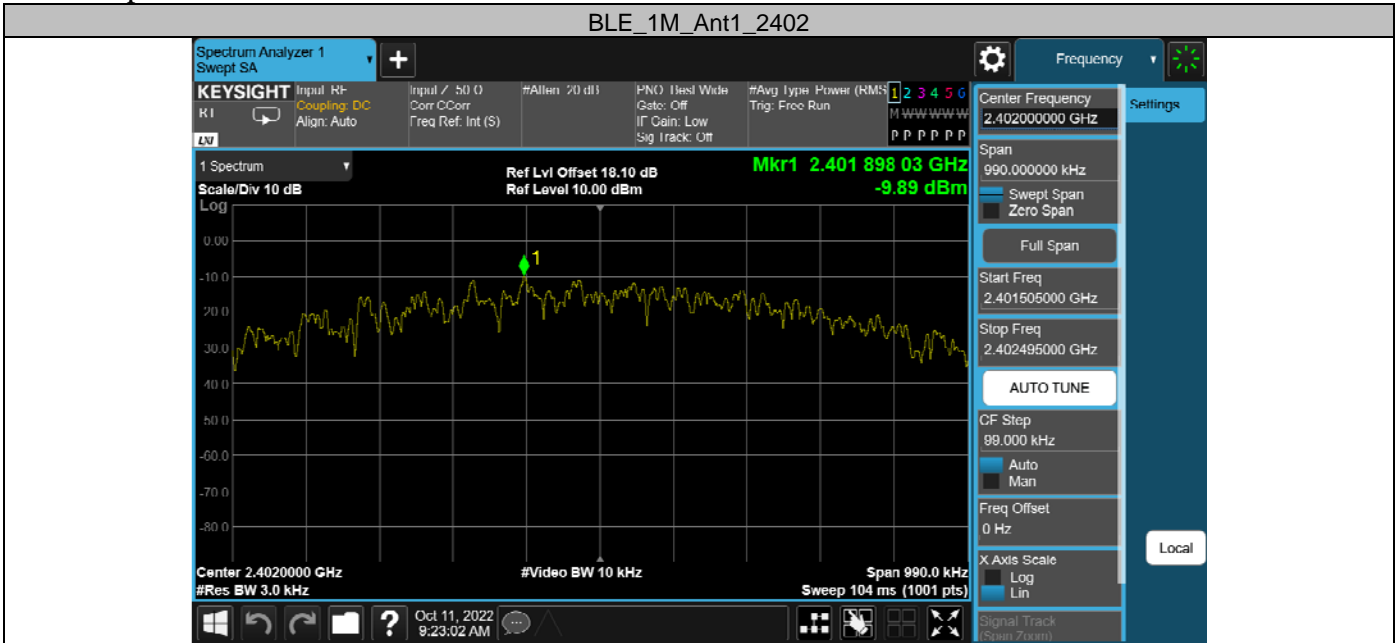 BLE_1M_Ant1_2402
Spectrum Analyzer 1
Swept SA
+
Frequency
KEYSIGHT
LXI
Input: RF
Coupling: DC
Align: Auto
Input Z: 50 Ω
Corr CCorr
Freq Ref: Int (S)
#Atten: 20 dB
PNO: Best Wide
Gate: Off
IF Gain: Low
Sig Track: Off
#Avg Type: Power (RMS
Trig: Free Run
1 2 3 4 5 6
M W W W W W
P P P P P P
Center Frequency
2.402000000 GHz
Settings
Span
990.000000 kHz
Swept Span
Zero Span
Full Span
Start Freq
2.401505000 GHz
Stop Freq
2.402495000 GHz
AUTO TUNE
CF Step
99.000 kHz
Auto
Man
Freq Offset
0 Hz
X Axis Scale
Log
Lin
Signal Track
(Span Zoom)
Local
1 Spectrum
Scale/Div 10 dB
Log
Ref Lvl Offset 18.10 dB
Ref Level 10.00 dBm
Mkr1 2.401 898 03 GHz
-9.89 dBm
1
0.00
-10.0
-20.0
-30.0
-40.0
-50.0
-60.0
-70.0
-80.0
Center 2.4020000 GHz
#Res BW 3.0 kHz
#Video BW 10 kHz
Span 990.0 kHz
Sweep 104 ms (1001 pts)
?
Oct 11, 2022
9:23:02 AM